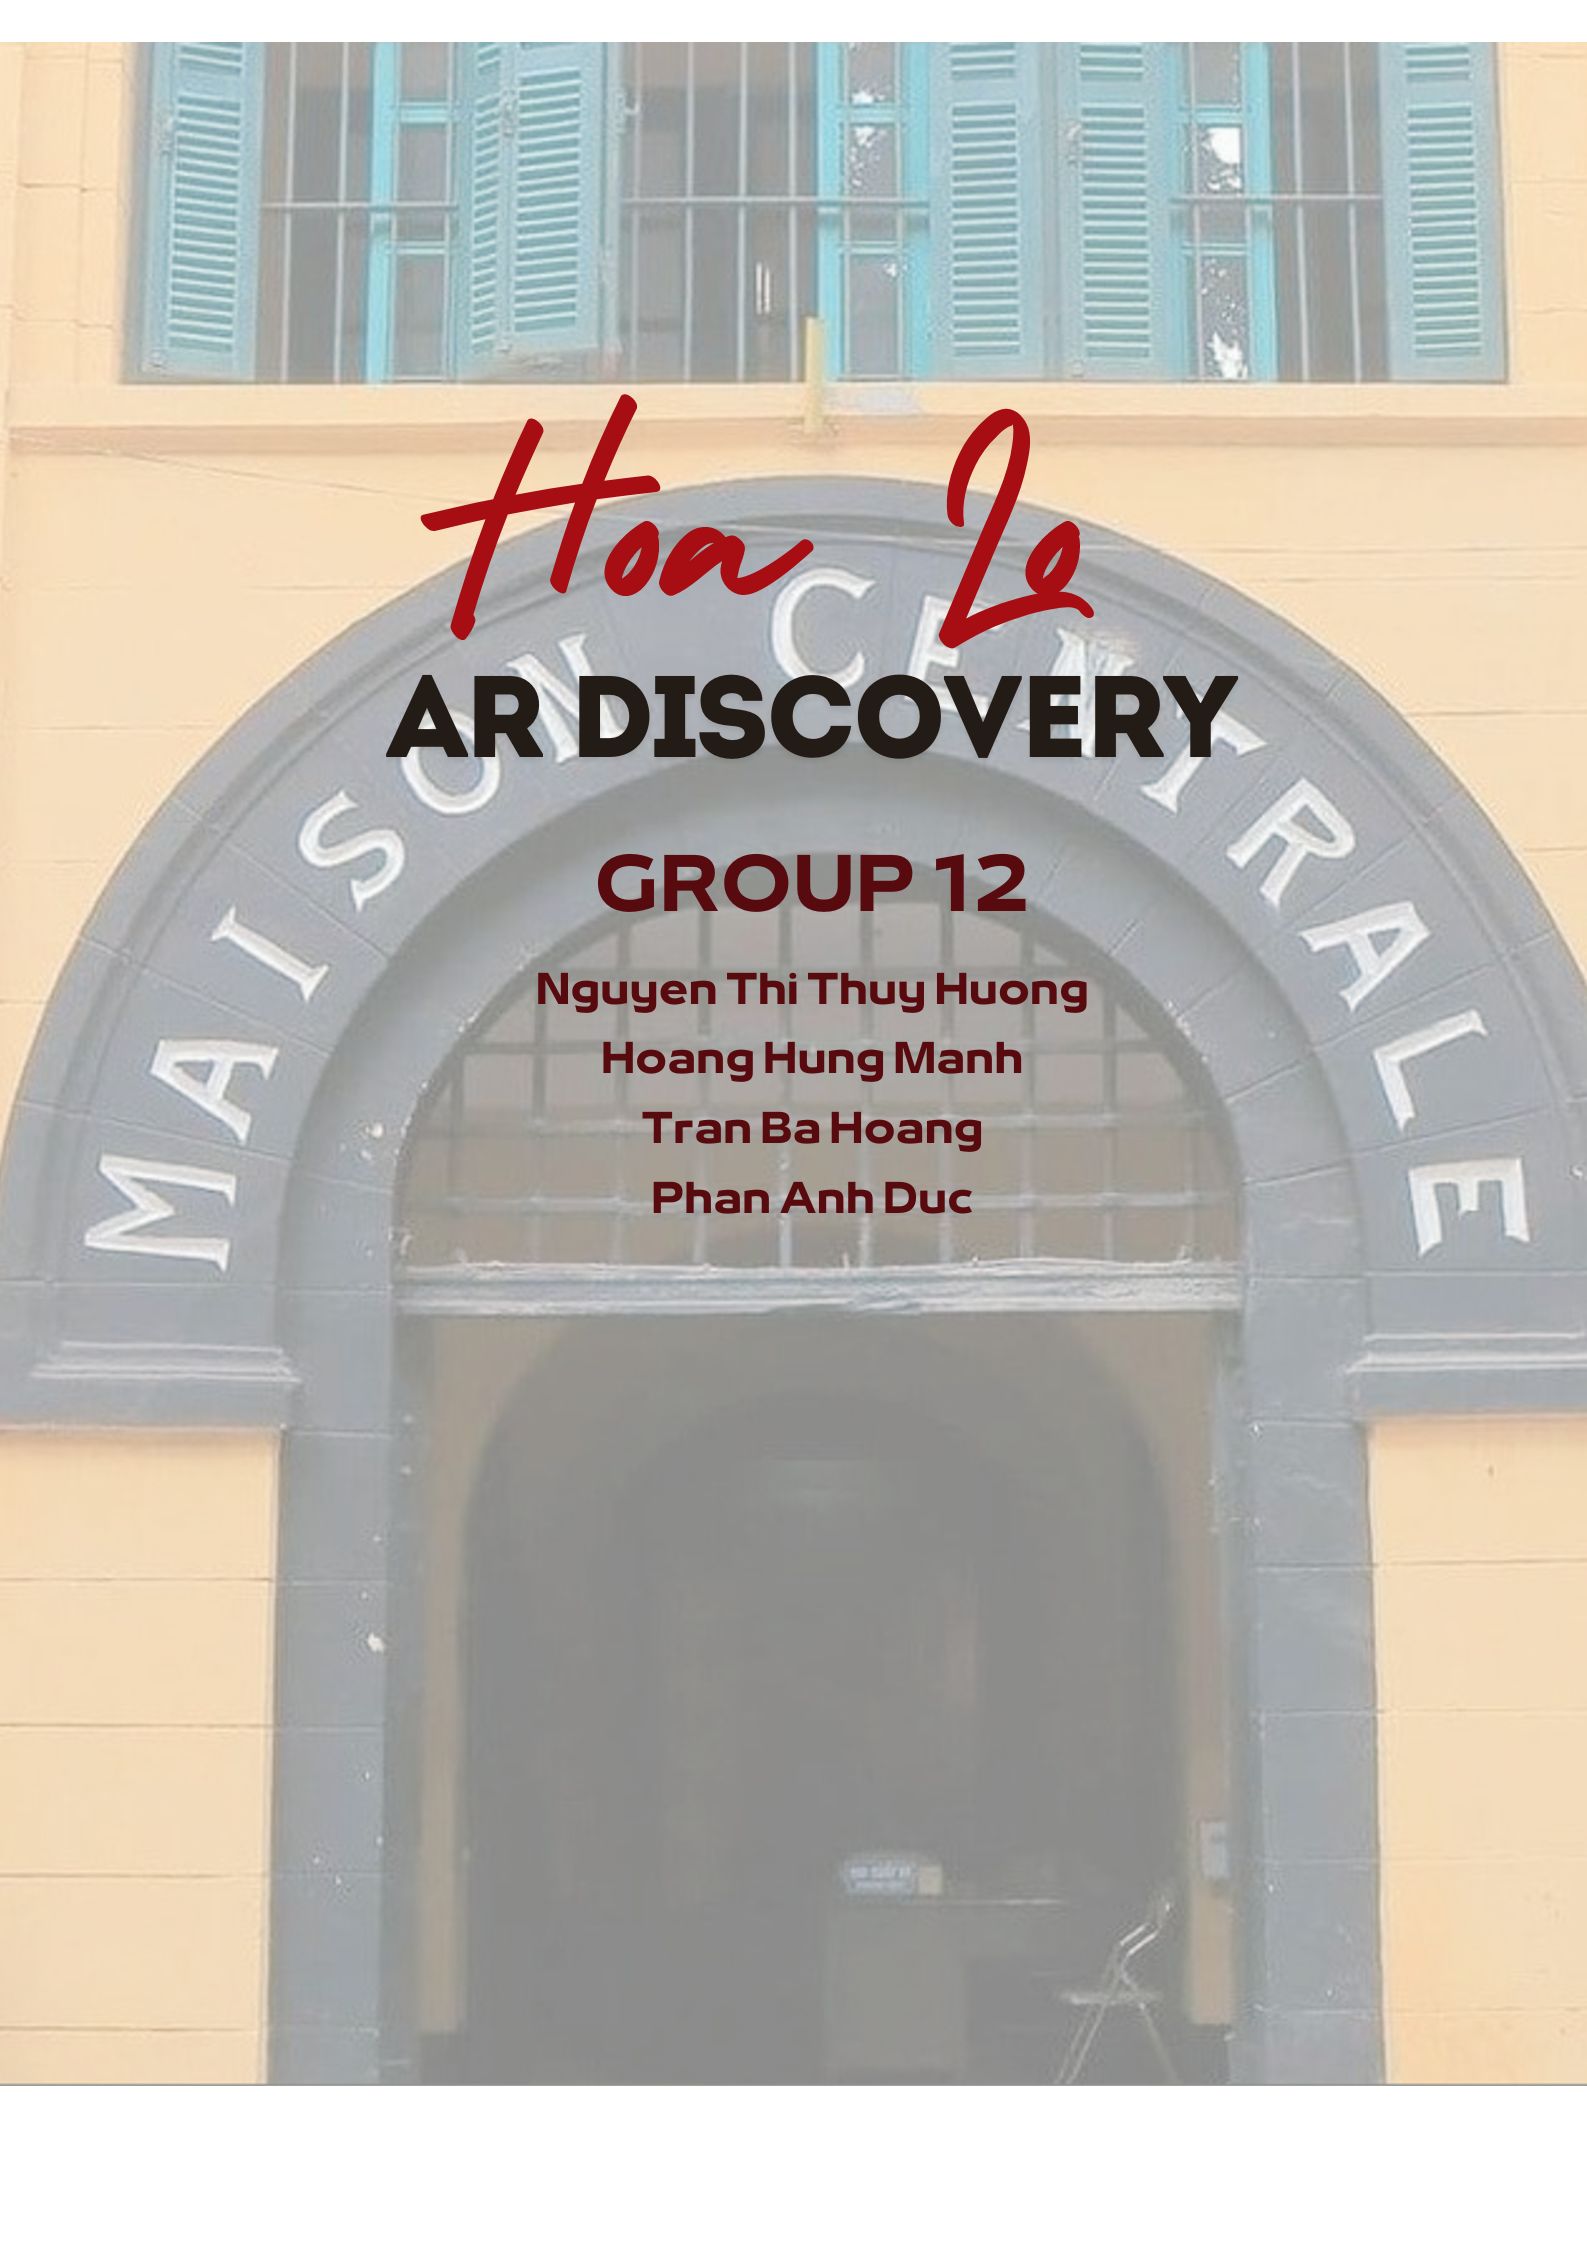 Hoa Lo
MAISON CENTRALE
AR DISCOVERY
GROUP 12
Nguyen Thi Thuy Huong
Hoang Hung Manh
Tran Ba Hoang
Phan Anh Duc